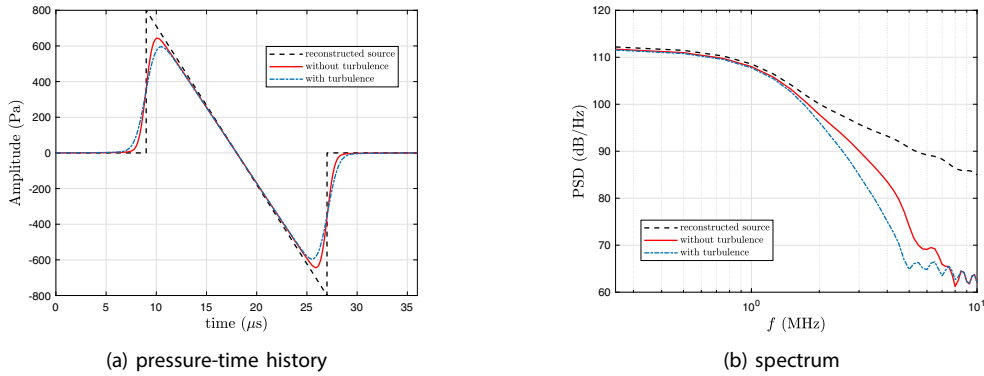 800
600
400
200
0
-200
-400
-600
-800
Amplitude (Pa)
reconstructed source
without turbulence
with turbulence
0 5 10 15 20 25 30 35
time (μs)
(a) pressure-time history
120
110
100
90
80
70
60
PSD (dB/Hz)
reconstructed source
without turbulence
with turbulence
10⁰ 10¹
f (MHz)
(b) spectrum